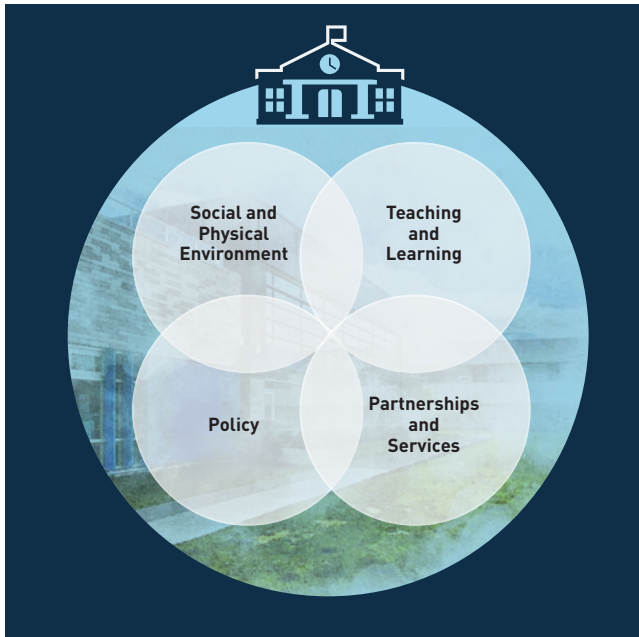 Social and
Physical
Environment
Teaching
and
Learning
Policy
Partnerships
and
Services